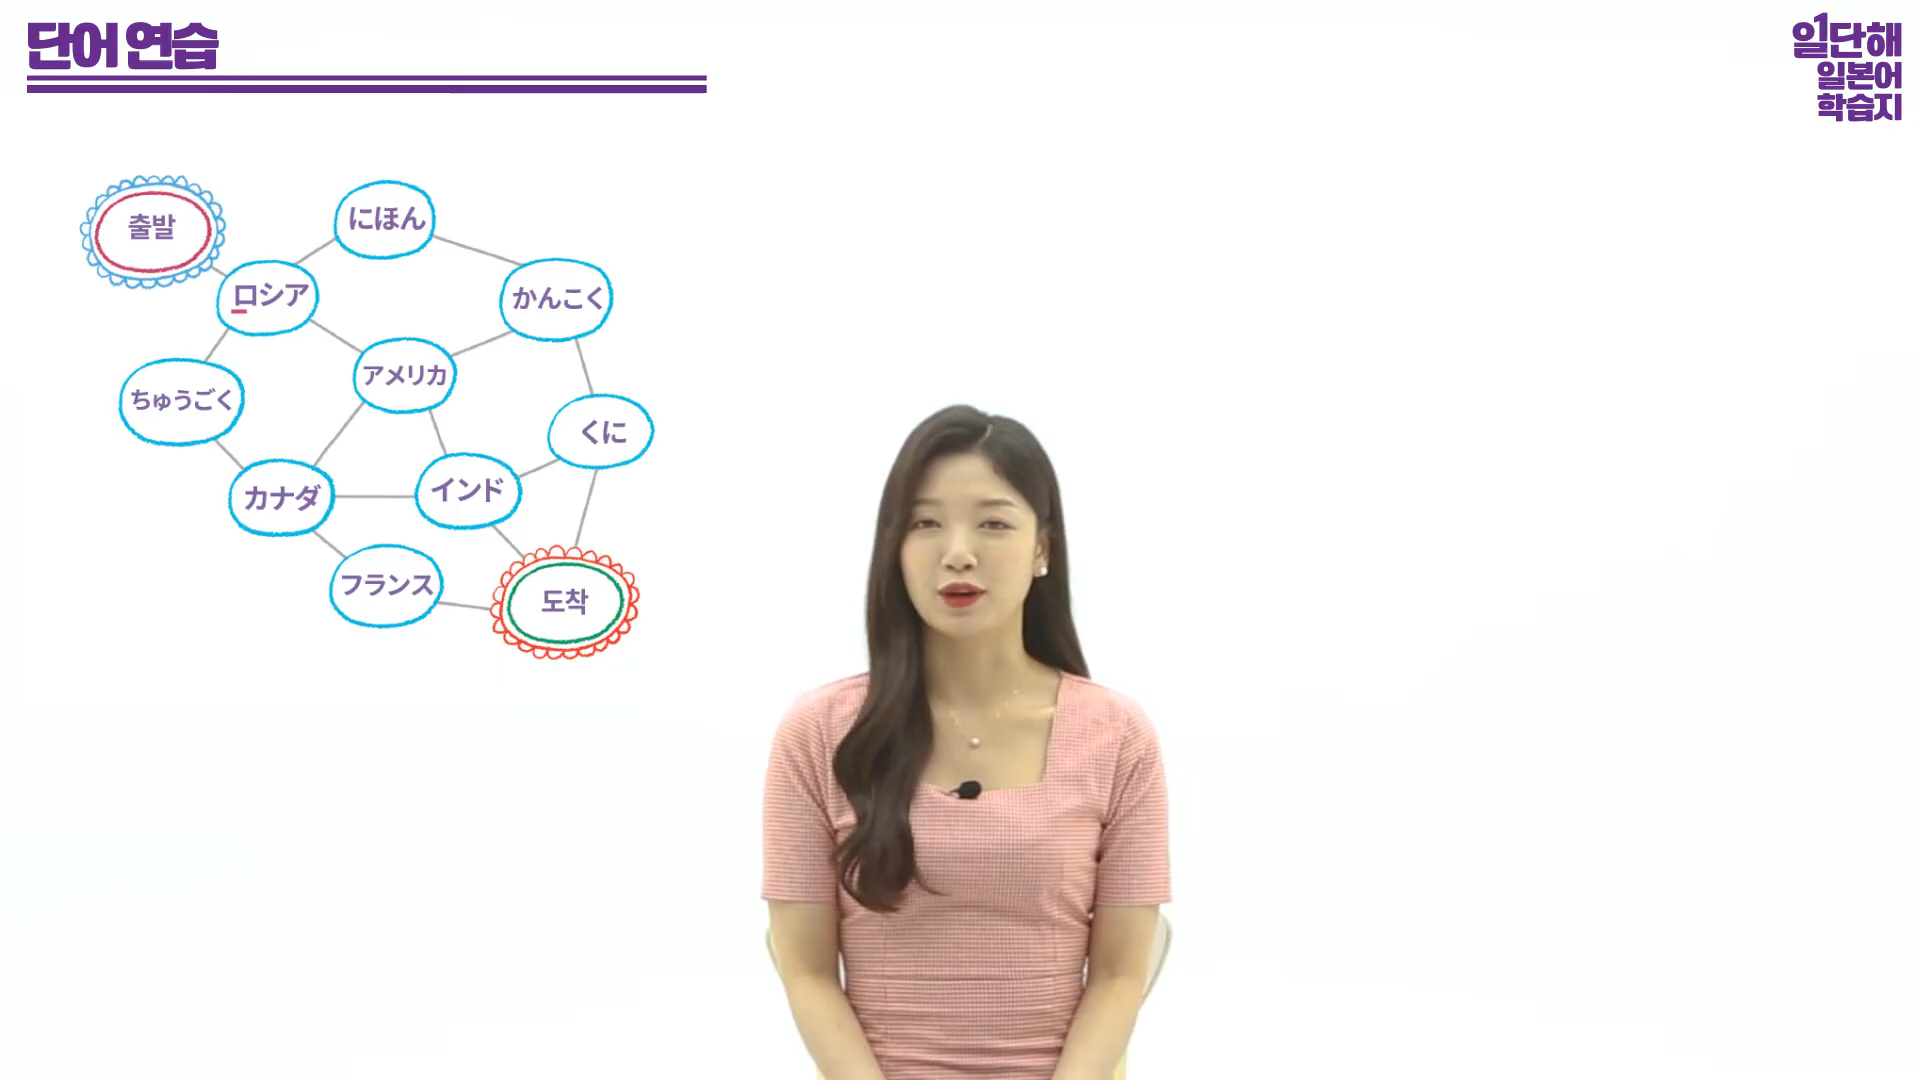 단어 연습
1
일단해
일본어
학습지
출발
にほん
ロシア
かんこく
アメリカ
ちゅうごく
くに
カナダ
インド
フランス
도착